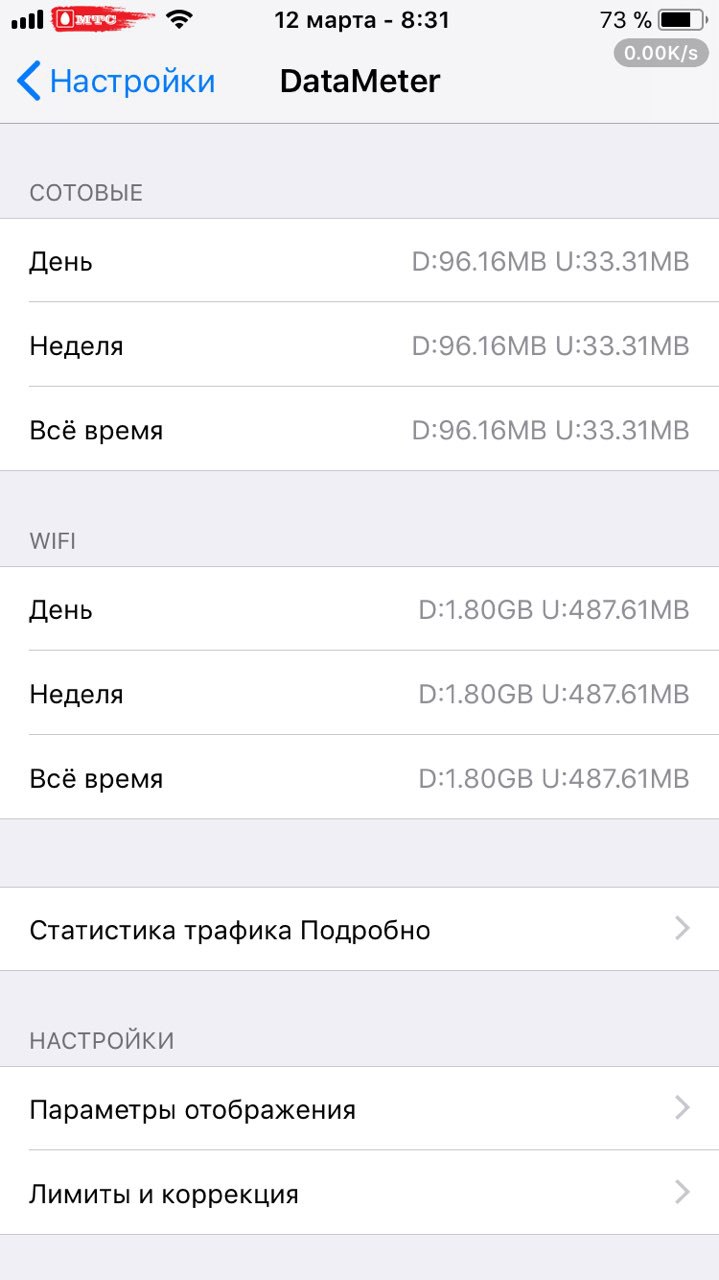 МТС 12 марта - 8:31 73 %
0.00K/s
Настройки DataMeter
СОТОВЫЕ
День D:96.16MB U:33.31MB
Неделя D:96.16MB U:33.31MB
Всё время D:96.16MB U:33.31MB
WIFI
День D:1.80GB U:487.61MB
Неделя D:1.80GB U:487.61MB
Всё время D:1.80GB U:487.61MB
Статистика трафика Подробно
НАСТРОЙКИ
Параметры отображения
Лимиты и коррекция